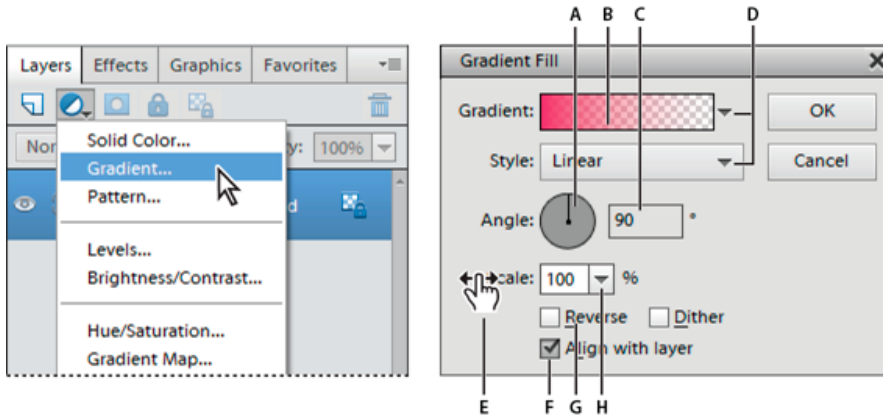 A B C D
Layers Effects Graphics Favorites
Nor y: 100%
Solid Color...
Gradient...
Pattern...
d
Levels...
Brightness/Contrast...
Hue/Saturation...
Gradient Map...
Gradient Fill
Gradient: OK
Style: Linear Cancel
Angle: 90 °
cale: 100 %
Reverse Dither
Align with layer
E F G H